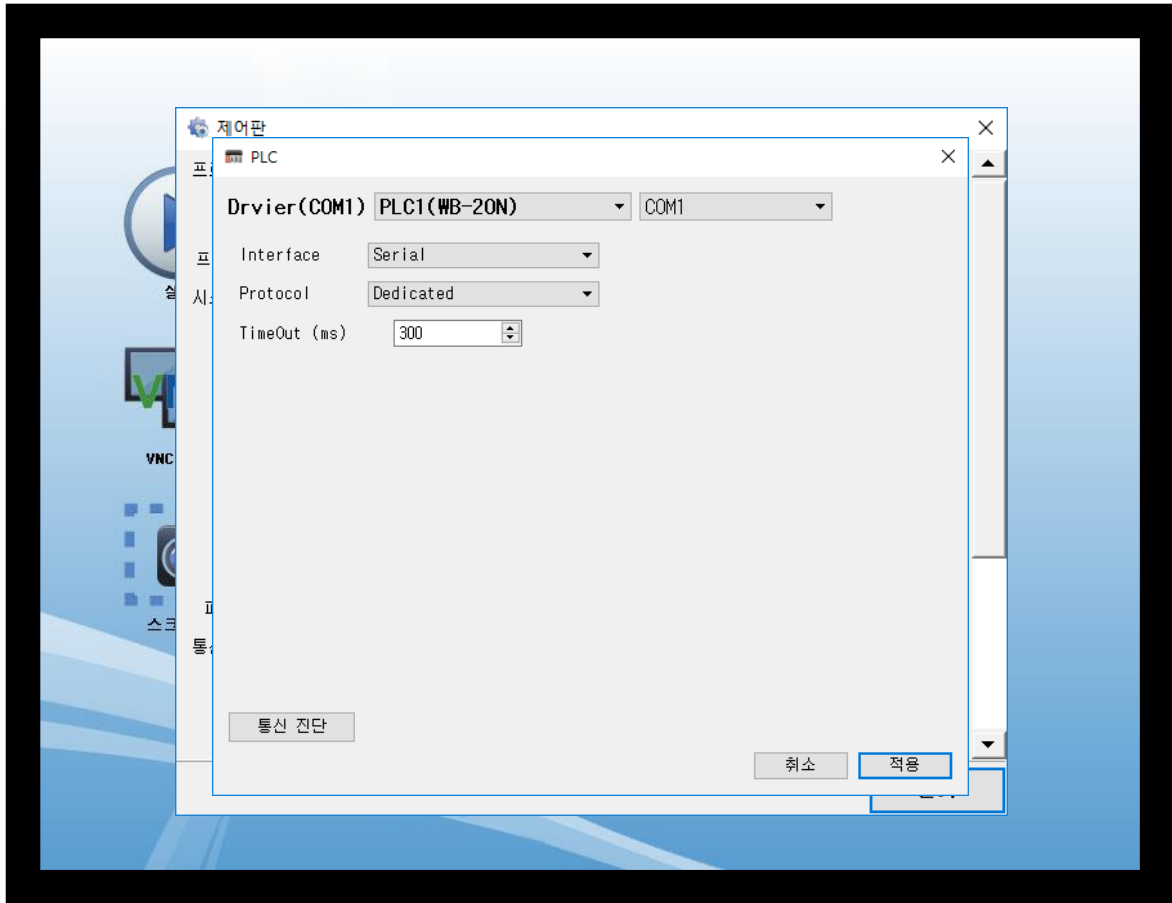 제어판
PLC
Drvier(COM1) PLC1(WB-20N) COM1
Interface Serial
Protocol Dedicated
TimeOut (ms) 300
VNC
통신 진단
취소 적용